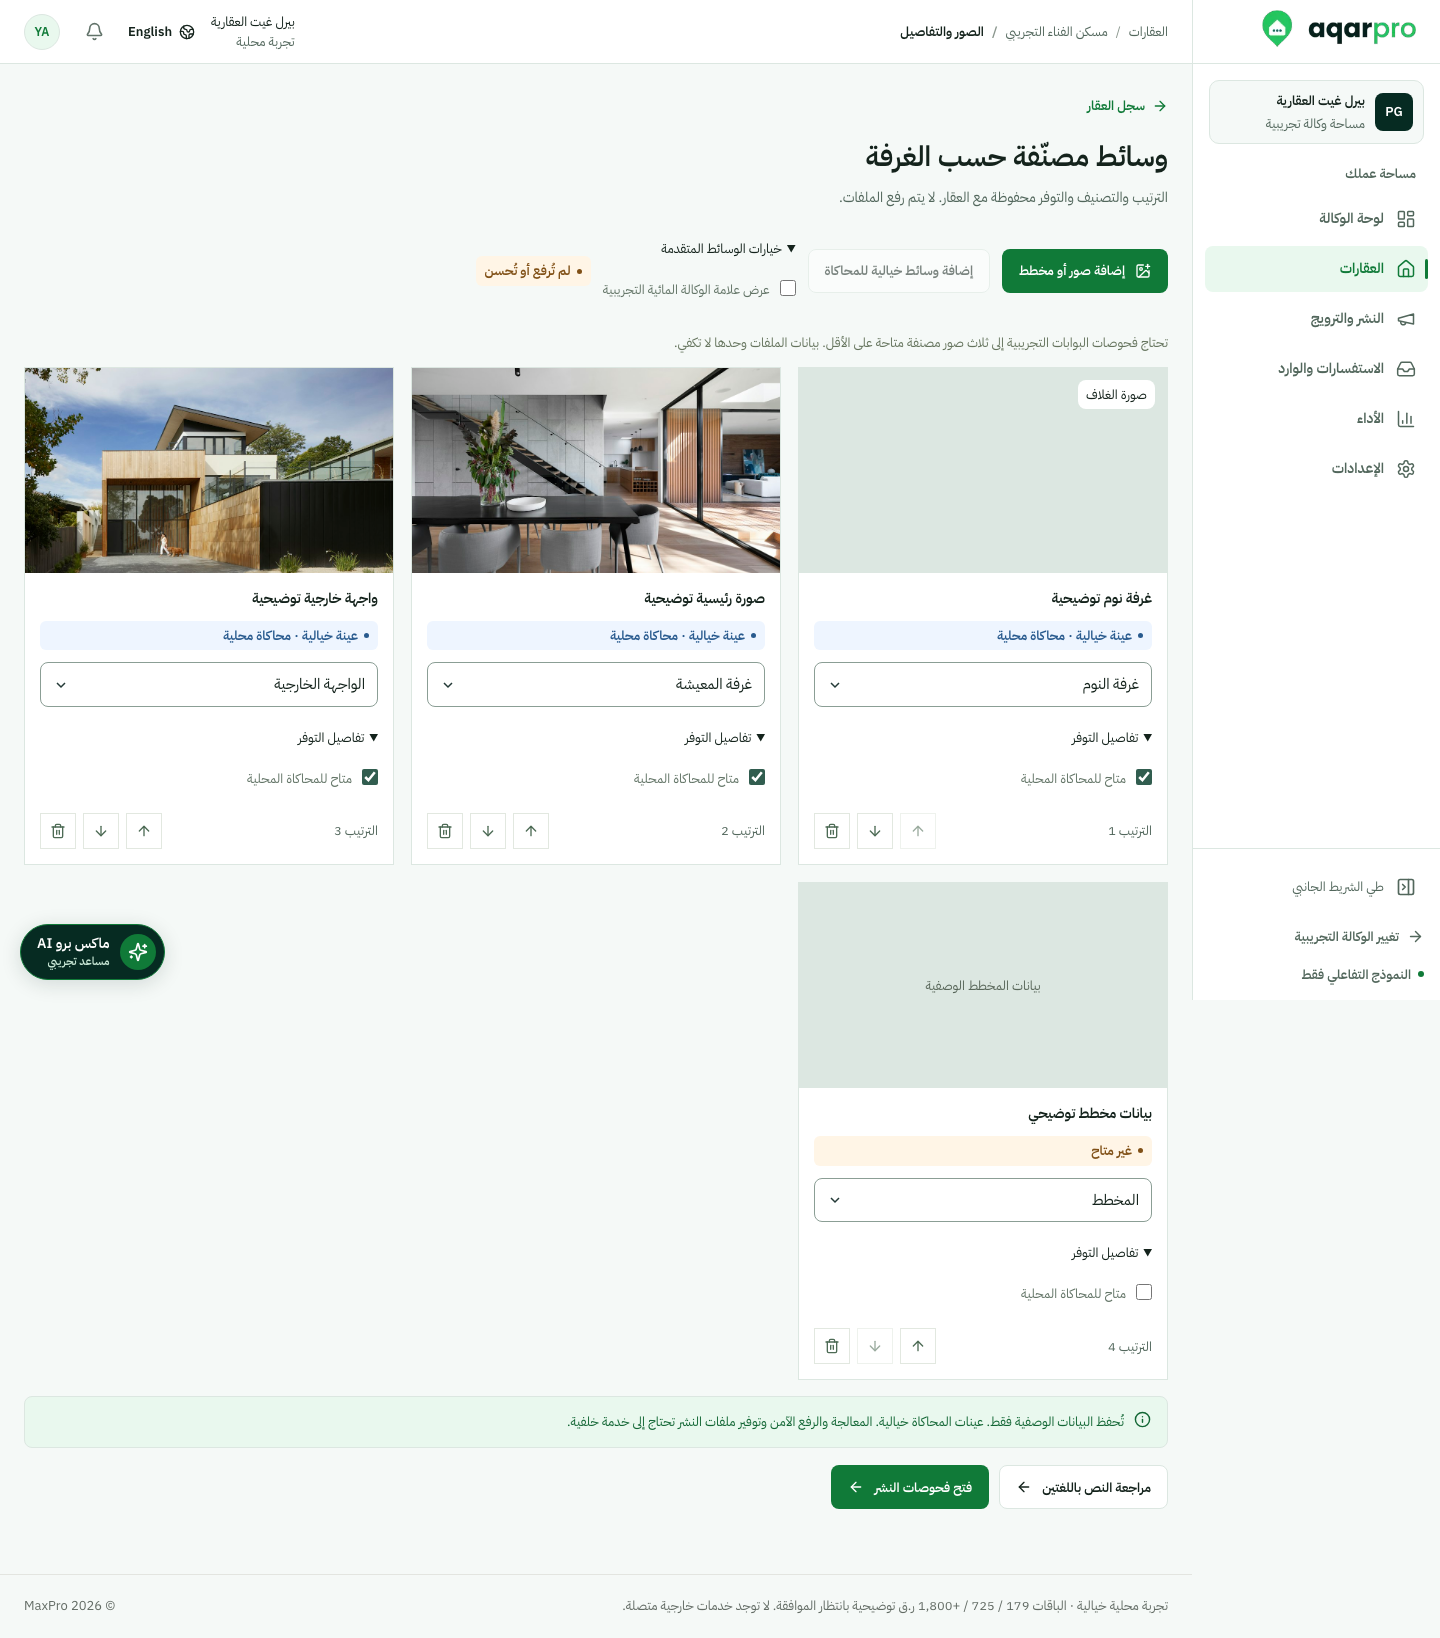 aqarpro
PG
بيرل غيت العقارية
مساحة وكالة تجريبية
مساحة عملك
لوحة الوكالة
العقارات
النشر والترويج
الاستفسارات والوارد
الأداء
الإعدادات
طي الشريط الجانبي
تغيير الوكالة التجريبية
النموذج التفاعلي فقط
العقارات / مسكن الفناء التجريبي / الصور والتفاصيل
بيرل غيت العقارية
تجربة محلية
English
YA
سجل العقار
وسائط مصنّفة حسب الغرفة
الترتيب والتصنيف والتوفر محفوظة مع العقار. لا يتم رفع الملفات.
إضافة صور أو مخطط
إضافة وسائط خيالية للمحاكاة
خيارات الوسائط المتقدمة
عرض علامة الوكالة المائية التجريبية
لم تُرفع أو تُحسن
تحتاج فحوصات البوابات التجريبية إلى ثلاث صور مصنفة متاحة على الأقل. بيانات الملفات وحدها لا تكفي.
صورة الغلاف
غرفة نوم توضيحية
عينة خيالية · محاكاة محلية
غرفة النوم
تفاصيل التوفر
متاح للمحاكاة المحلية
الترتيب 1
صورة رئيسية توضيحية
عينة خيالية · محاكاة محلية
غرفة المعيشة
تفاصيل التوفر
متاح للمحاكاة المحلية
الترتيب 2
واجهة خارجية توضيحية
عينة خيالية · محاكاة محلية
الواجهة الخارجية
تفاصيل التوفر
متاح للمحاكاة المحلية
الترتيب 3
بيانات المخطط الوصفية
بيانات مخطط توضيحي
غير متاح
المخطط
تفاصيل التوفر
متاح للمحاكاة المحلية
الترتيب 4
ماكس برو AI
مساعد تجريبي
تُحفظ البيانات الوصفية فقط. عينات المحاكاة خيالية. المعالجة والرفع الآمن وتوفير ملفات النشر تحتاج إلى خدمة خلفية.
مراجعة النص باللغتين
فتح فحوصات النشر
تجربة محلية خيالية · الباقات 179 / 725 / +1,800 ر.ق توضيحية بانتظار الموافقة. لا توجد خدمات خارجية متصلة.
© 2026 MaxPro